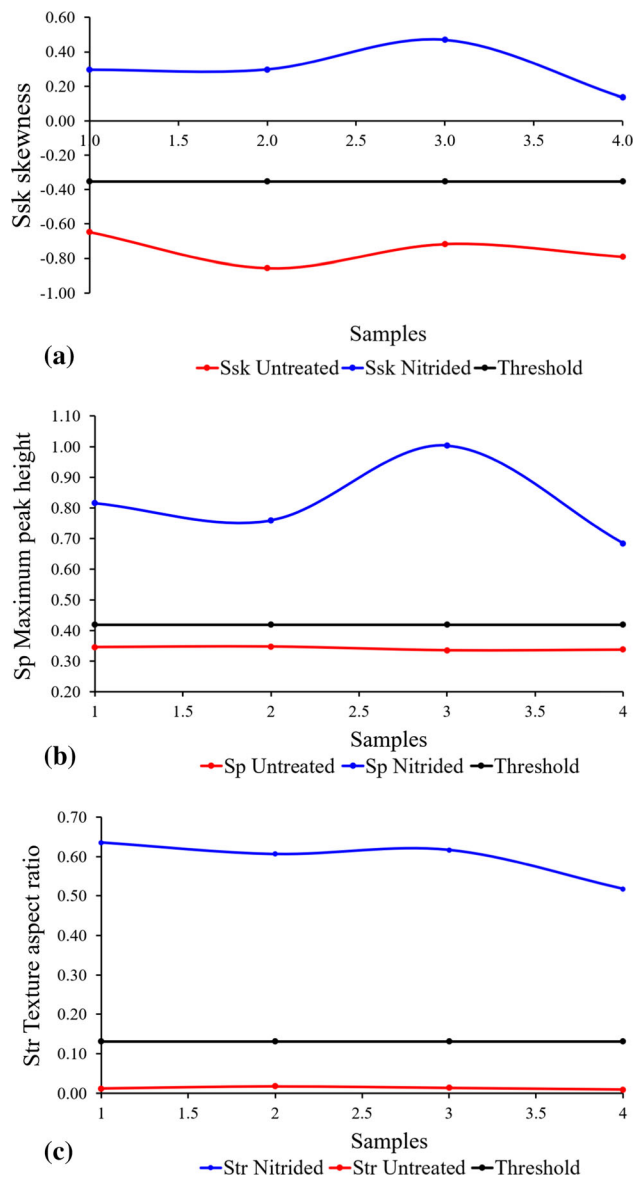 0.60
0.40
0.20
0.00
-0.20
-0.40
-0.60
-0.80
-1.00
Ssk skewness
1.0 1.5 2.0 2.5 3.0 3.5 4.0
Samples
(a)
Ssk Untreated Ssk Nitrided Threshold
1.10
1.00
0.90
0.80
0.70
0.60
0.50
0.40
0.30
0.20
Sp Maximum peak height
1 1.5 2 2.5 3 3.5 4
Samples
(b)
Sp Untreated Sp Nitrided Threshold
0.70
0.60
0.50
0.40
0.30
0.20
0.10
0.00
Str Texture aspect ratio
1 1.5 2 2.5 3 3.5 4
Samples
(c)
Str Nitrided Str Untreated Threshold